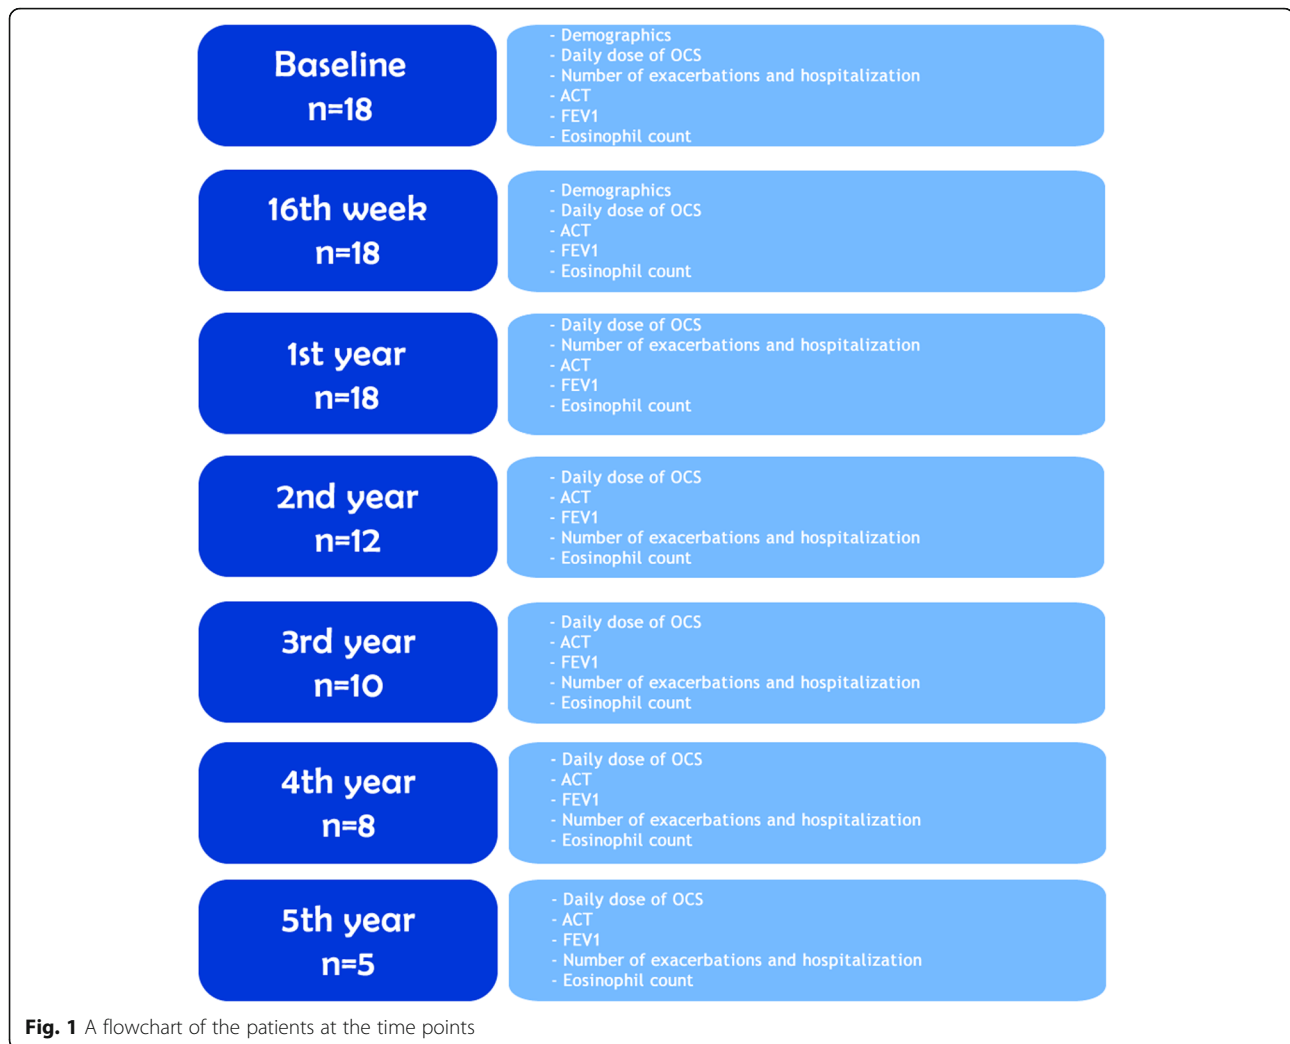 Baseline
n=18
- Demographics
- Daily dose of OCS
- Number of exacerbations and hospitalization
- ACT
- FEV1
- Eosinophil count
16th week
n=18
- Demographics
- Daily dose of OCS
- ACT
- FEV1
- Eosinophil count
1st year
n=18
- Daily dose of OCS
- Number of exacerbations and hospitalization
- ACT
- FEV1
- Eosinophil count
2nd year
n=12
- Daily dose of OCS
- ACT
- FEV1
- Number of exacerbations and hospitalization
- Eosinophil count
3rd year
n=10
- Daily dose of OCS
- ACT
- FEV1
- Number of exacerbations and hospitalization
- Eosinophil count
4th year
n=8
- Daily dose of OCS
- ACT
- FEV1
- Number of exacerbations and hospitalization
- Eosinophil count
5th year
n=5
- Daily dose of OCS
- ACT
- FEV1
- Number of exacerbations and hospitalization
- Eosinophil count
Fig. 1 A flowchart of the patients at the time points